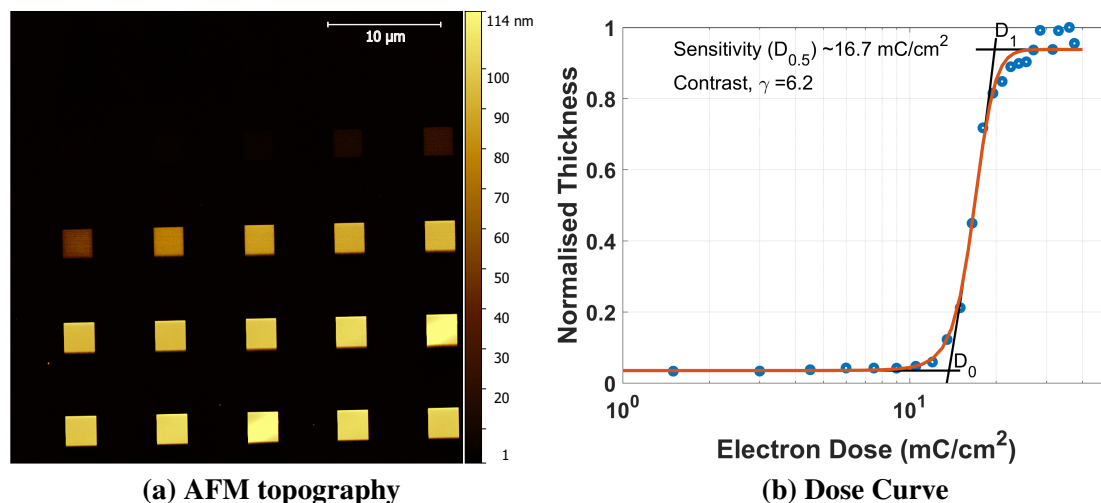 10 µm
114 nm
100
90
80
70
60
50
40
30
20
1
(a) AFM topography
Sensitivity (D0.5) ~16.7 mC/cm2
Contrast, γ =6.2
D1
D0
Normalised Thickness
1
0.8
0.6
0.4
0.2
0
10^0
10^1
Electron Dose (mC/cm2)
(b) Dose Curve